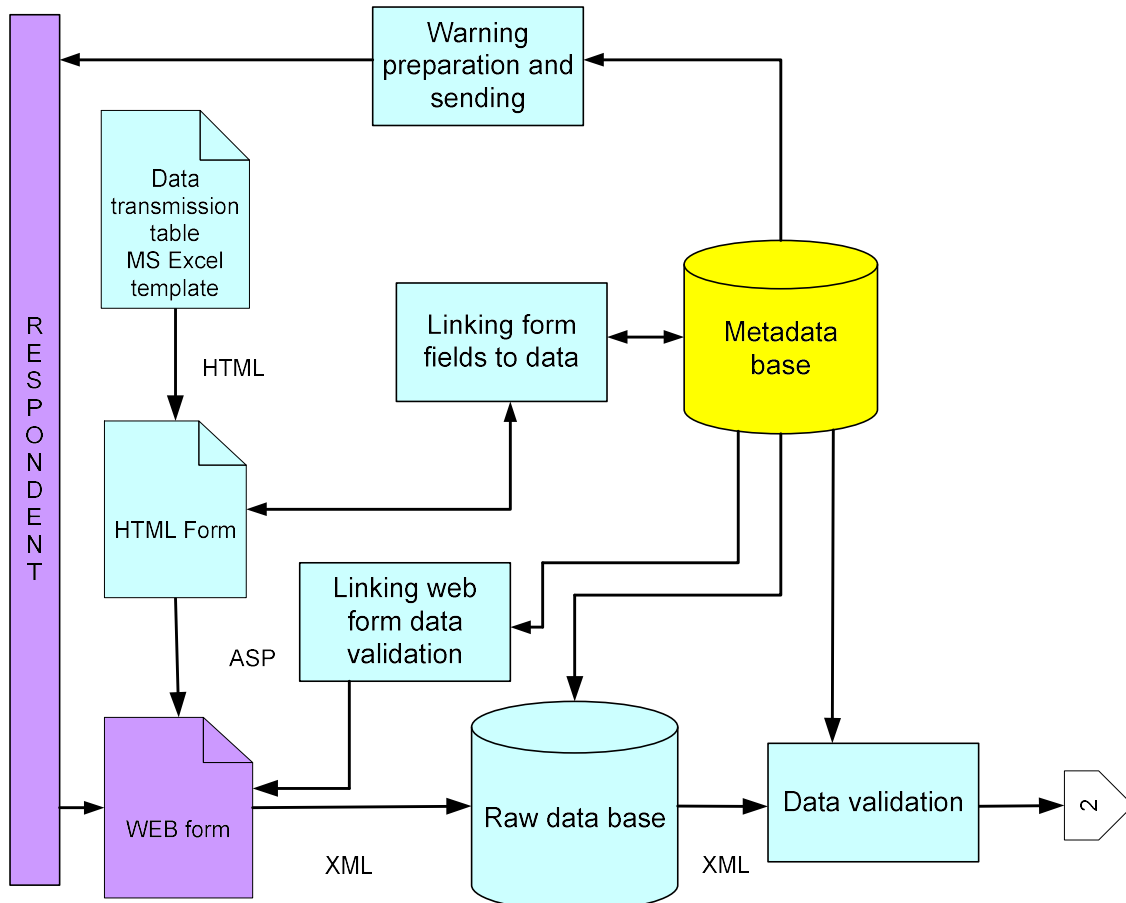 Warning
preparation and
sending
Data
transmission
table
MS Excel
template
R
E
S
P
O
N
D
E
N
T
HTML
Linking form
fields to data
Metadata
base
HTML Form
Linking web
form data
validation
ASP
WEB form
XML
Raw data base
XML
Data validation
2